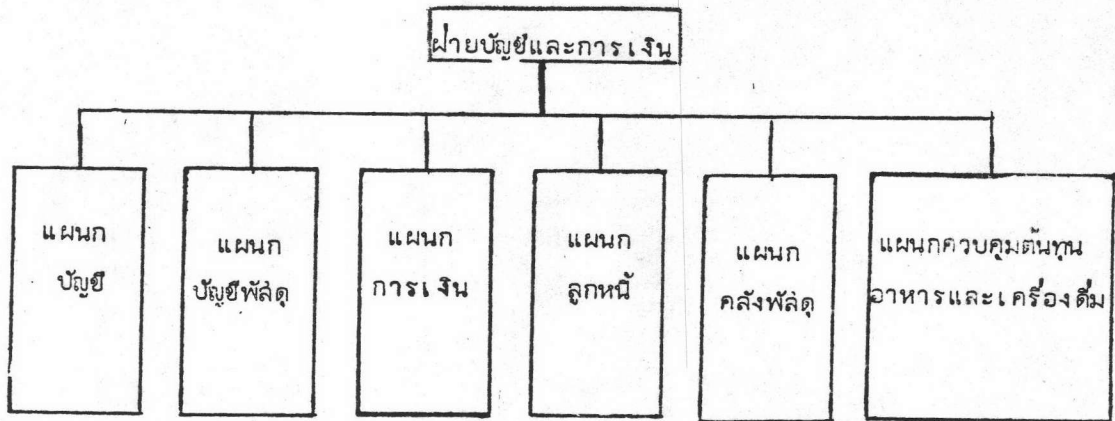 ฝ่ายบัญชีและการเงิน
แผนก
บัญชี
แผนก
บัญชีพัสดุ
แผนก
การเงิน
แผนก
ลูกหนี้
แผนก
คลังพัสดุ
แผนกควบคุมต้นทุน
อาหารและเครื่องดื่ม